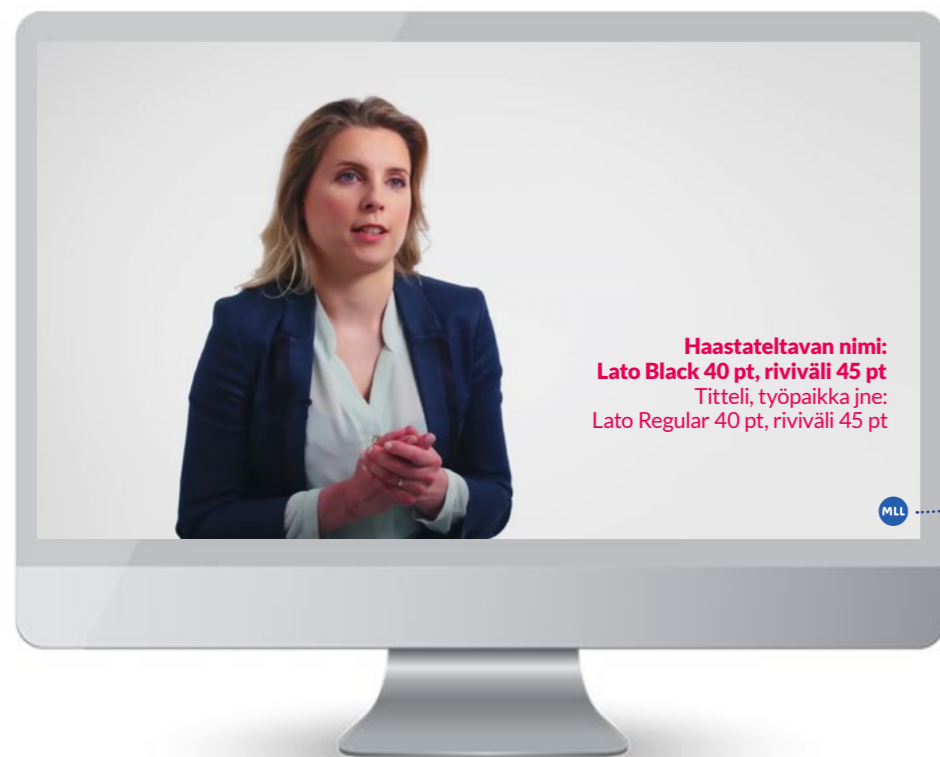 Haastateltavan nimi:
Lato Black 40 pt, riviväli 45 pt
Titteli, työpaikka jne:
Lato Regular 40 pt, riviväli 45 pt
MLL